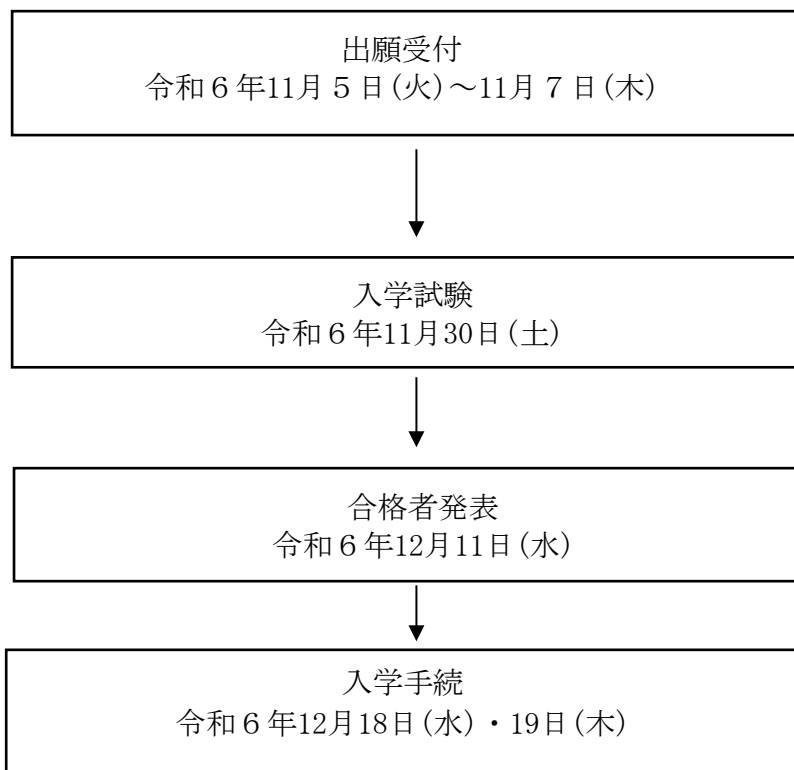 出願受付
令和６年11月５日(火)～11月７日(木)
入学試験
令和６年11月30日(土)
合格者発表
令和６年12月11日(水)
入学手続
令和６年12月18日(水)・19日(木)